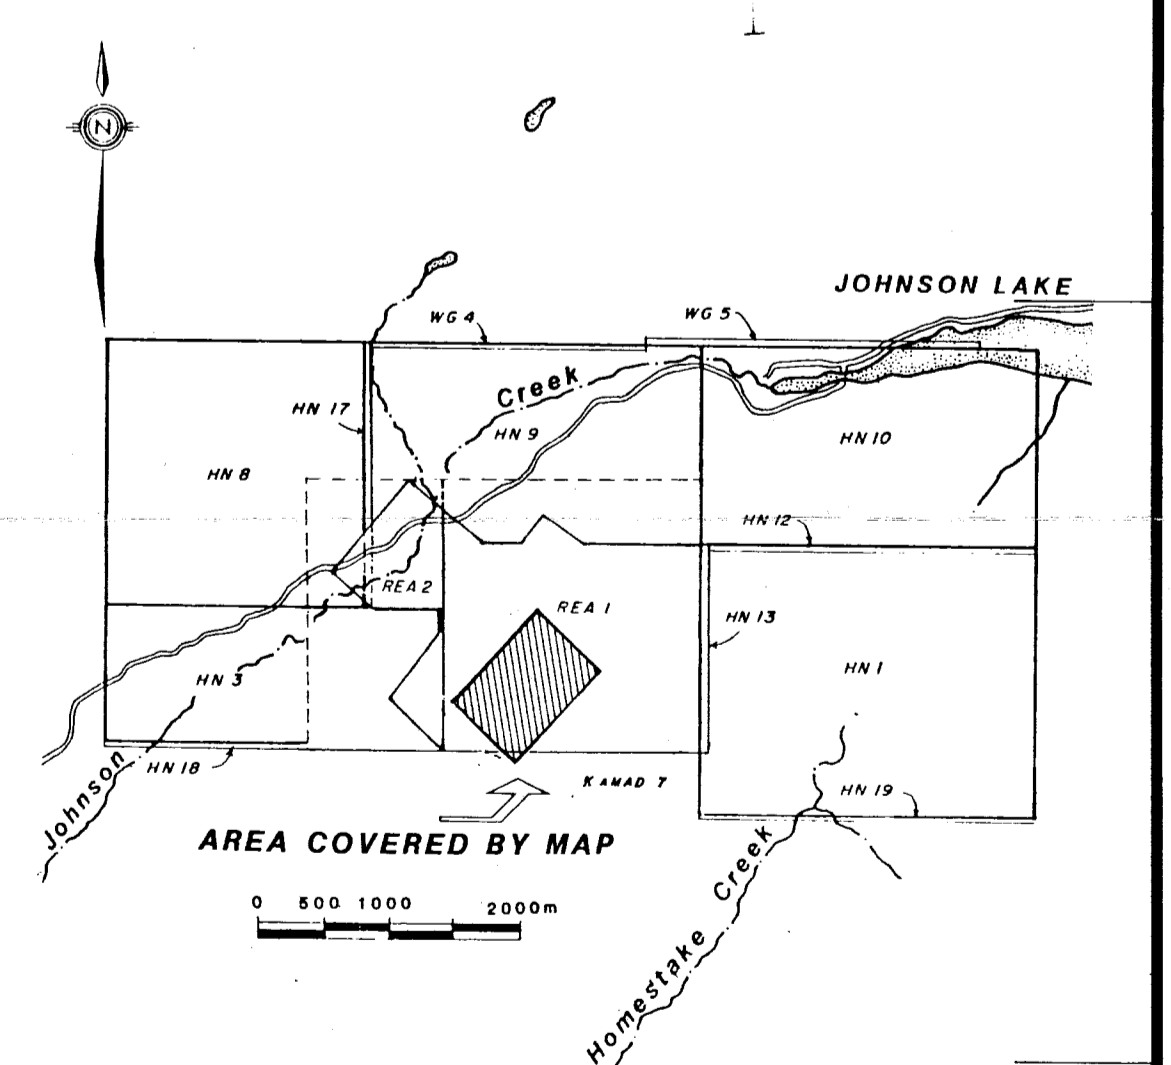 N
JOHNSON LAKE
WG 4
WG 5
Creek
HN 17
HN 9
HN 10
HN 8
HN 12
REA 2
REA 1
HN 13
HN 3
HN 1
HN 18
KAMAD 7
HN 19
Johnson
AREA COVERED BY MAP
Homestake Creek
0 500 1000 2000m